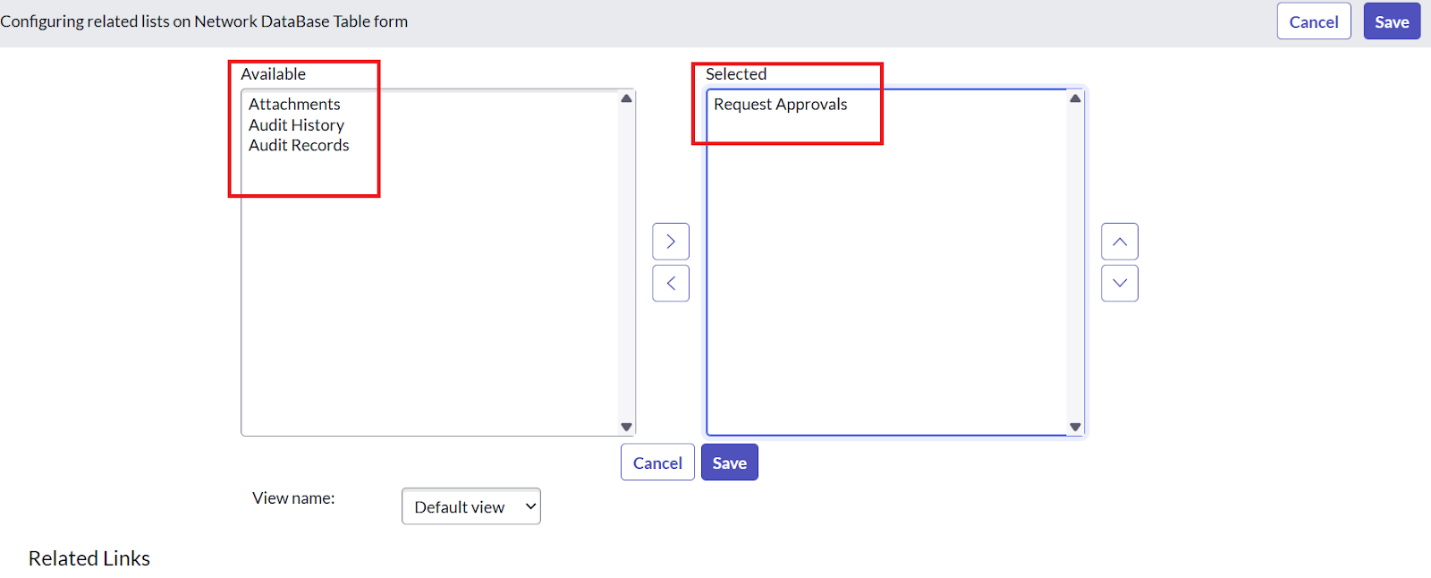 Configuring related lists on Network DataBase Table form
Cancel
Save
Available
Attachments
Audit History
Audit Records
Selected
Request Approvals
Cancel
Save
View name:
Default view
Related Links